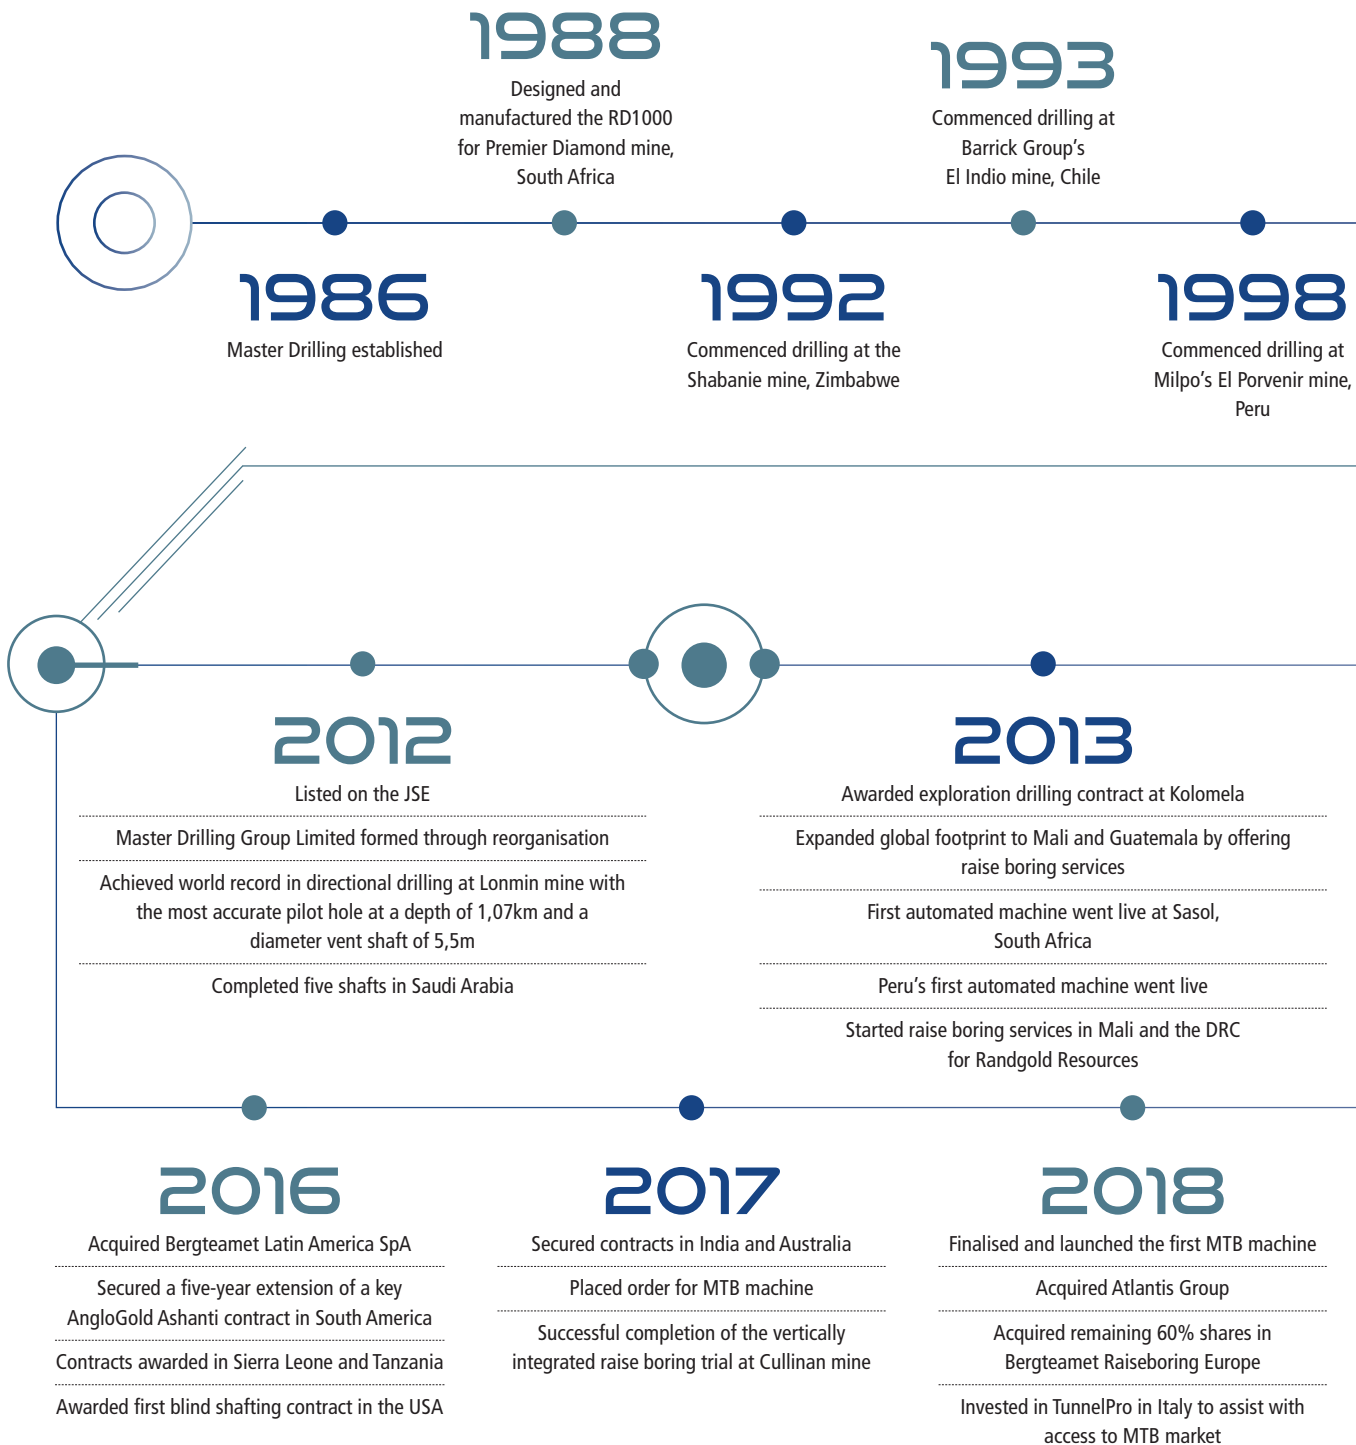 1988
Designed and
manufactured the RD1000
for Premier Diamond mine,
South Africa
1993
Commenced drilling at
Barrick Group’s
El Indio mine, Chile
1986
Master Drilling established
1992
Commenced drilling at the
Shabanie mine, Zimbabwe
1998
Commenced drilling at
Milpo’s El Porvenir mine,
Peru
2012
Listed on the JSE
Master Drilling Group Limited formed through reorganisation
Achieved world record in directional drilling at Lonmin mine with
the most accurate pilot hole at a depth of 1,07km and a
diameter vent shaft of 5,5m
Completed five shafts in Saudi Arabia
2013
Awarded exploration drilling contract at Kolomela
Expanded global footprint to Mali and Guatemala by offering
raise boring services
First automated machine went live at Sasol,
South Africa
Peru’s first automated machine went live
Started raise boring services in Mali and the DRC
for Randgold Resources
2016
Acquired Bergteamet Latin America SpA
Secured a five-year extension of a key
AngloGold Ashanti contract in South America
Contracts awarded in Sierra Leone and Tanzania
Awarded first blind shafting contract in the USA
2017
Secured contracts in India and Australia
Placed order for MTB machine
Successful completion of the vertically
integrated raise boring trial at Cullinan mine
2018
Finalised and launched the first MTB machine
Acquired Atlantis Group
Acquired remaining 60% shares in
Bergteamet Raiseboring Europe
Invested in TunnelPro in Italy to assist with
access to MTB market